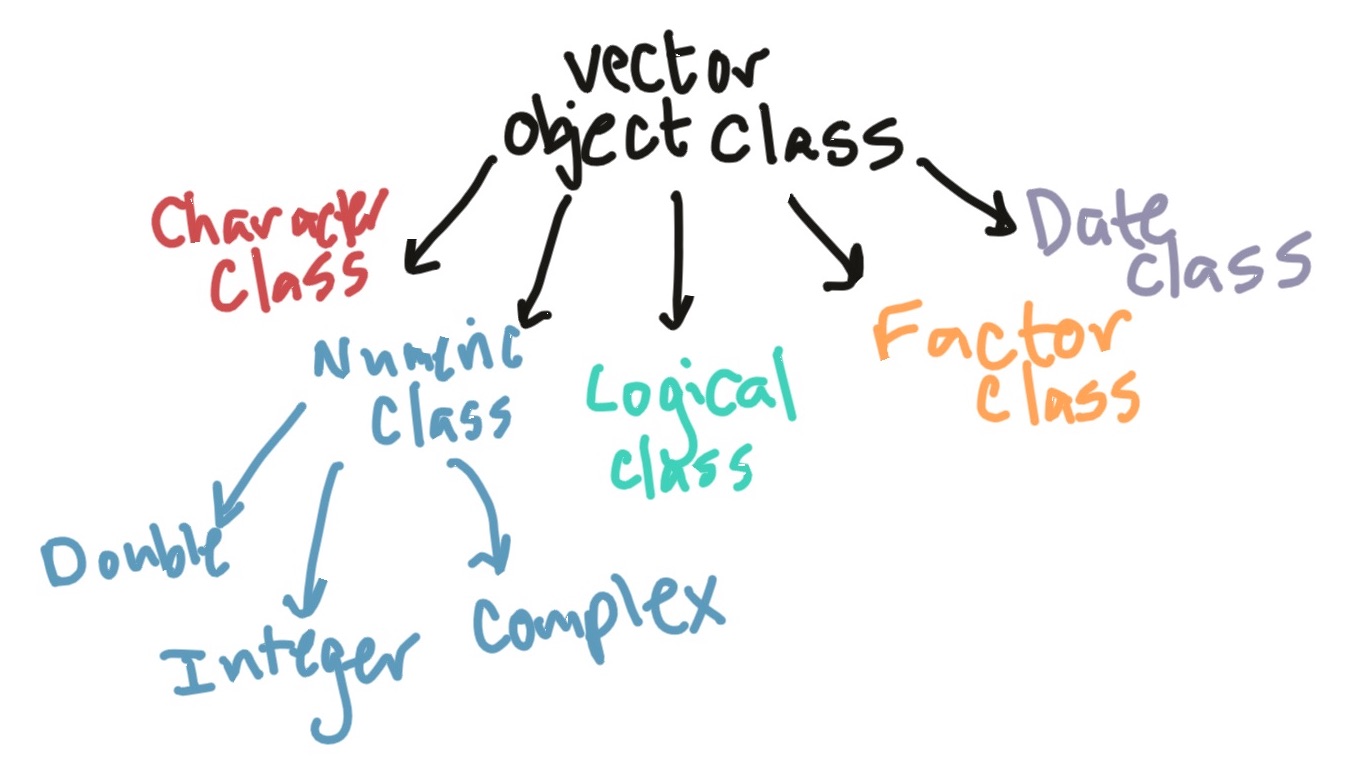 vector
object class
Character
class
Date
class
Numeric
class
Logical
class
Factor
class
Double
Integer
Complex